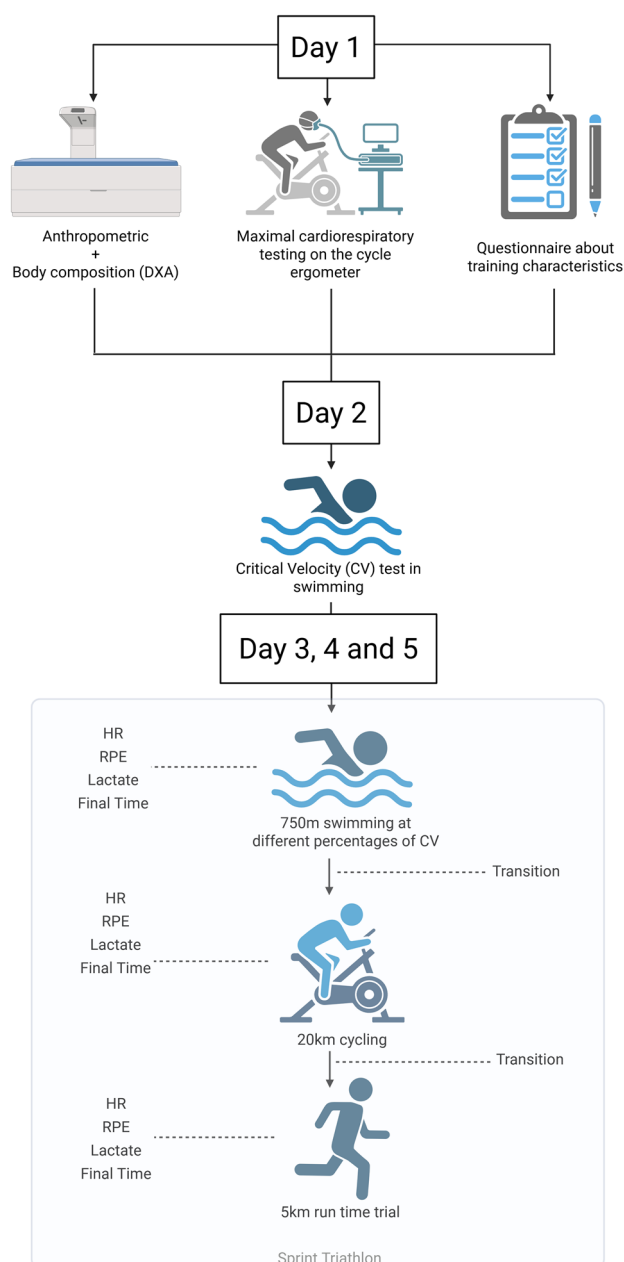 Day 1
Anthropometric
+
Body composition (DXA)
Maximal cardiorespiratory
testing on the cycle
ergometer
Questionnaire about
training characteristics
Day 2
Critical Velocity (CV) test in
swimming
Day 3, 4 and 5
HR
RPE
Lactate
Final Time
750m swimming at
different percentages of CV
Transition
HR
RPE
Lactate
Final Time
20km cycling
Transition
HR
RPE
Lactate
Final Time
5km run time trial
Sprint Triathlon